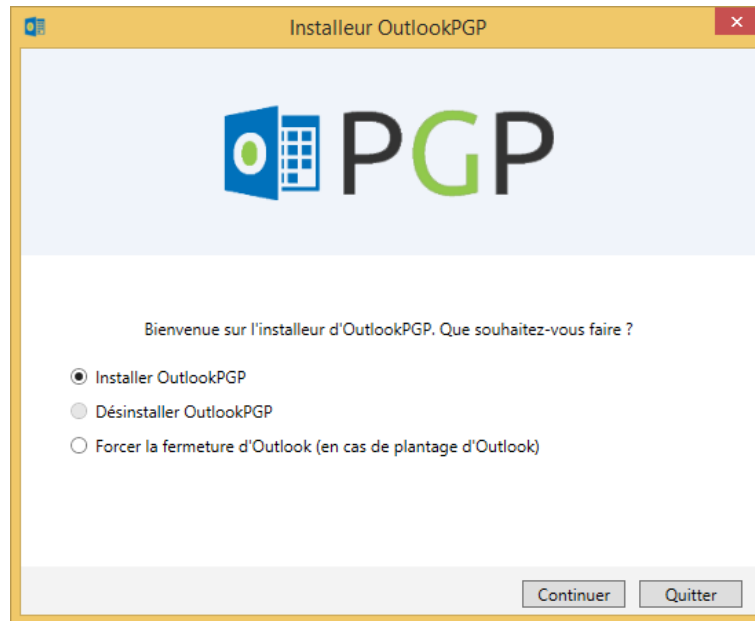 Installeur OutlookPGP
PGP
Bienvenue sur l'installeur d'OutlookPGP. Que souhaitez-vous faire ?
Installer OutlookPGP
Désinstaller OutlookPGP
Forcer la fermeture d'Outlook (en cas de plantage d'Outlook)
Continuer Quitter